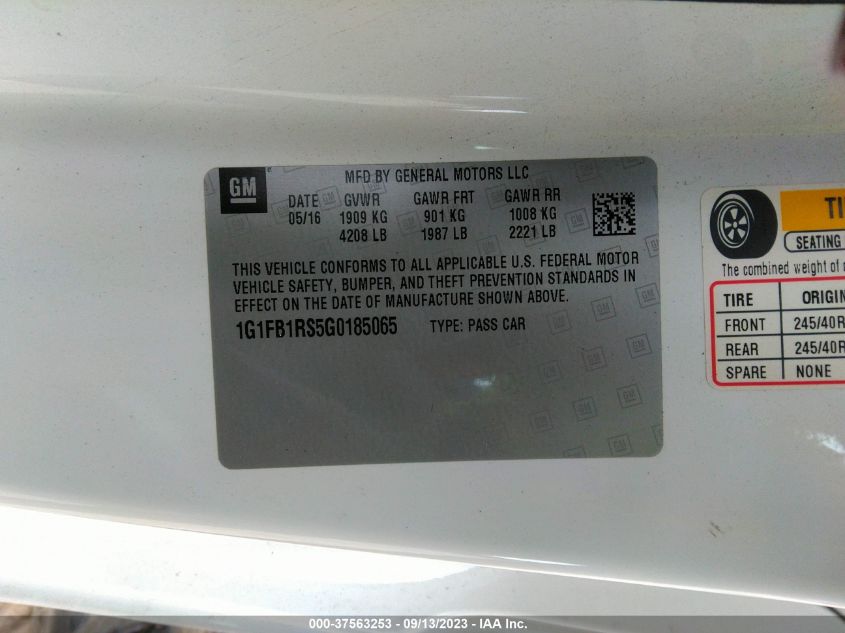 GM
MFD BY GENERAL MOTORS LLC
DATE GVWR GAWR FRT GAWR RR
05/16 1909 KG 901 KG 1008 KG
4208 LB 1987 LB 2221 LB
THIS VEHICLE CONFORMS TO ALL APPLICABLE U.S. FEDERAL MOTOR
VEHICLE SAFETY, BUMPER, AND THEFT PREVENTION STANDARDS IN
EFFECT ON THE DATE OF MANUFACTURE SHOWN ABOVE.
1G1FB1RS5G0185065 TYPE: PASS CAR
TI
SEATING
The combined weight of
TIRE ORIGIN
FRONT 245/40R
REAR 245/40R
SPARE NONE
000-37563253 - 09/13/2023 - IAA Inc.